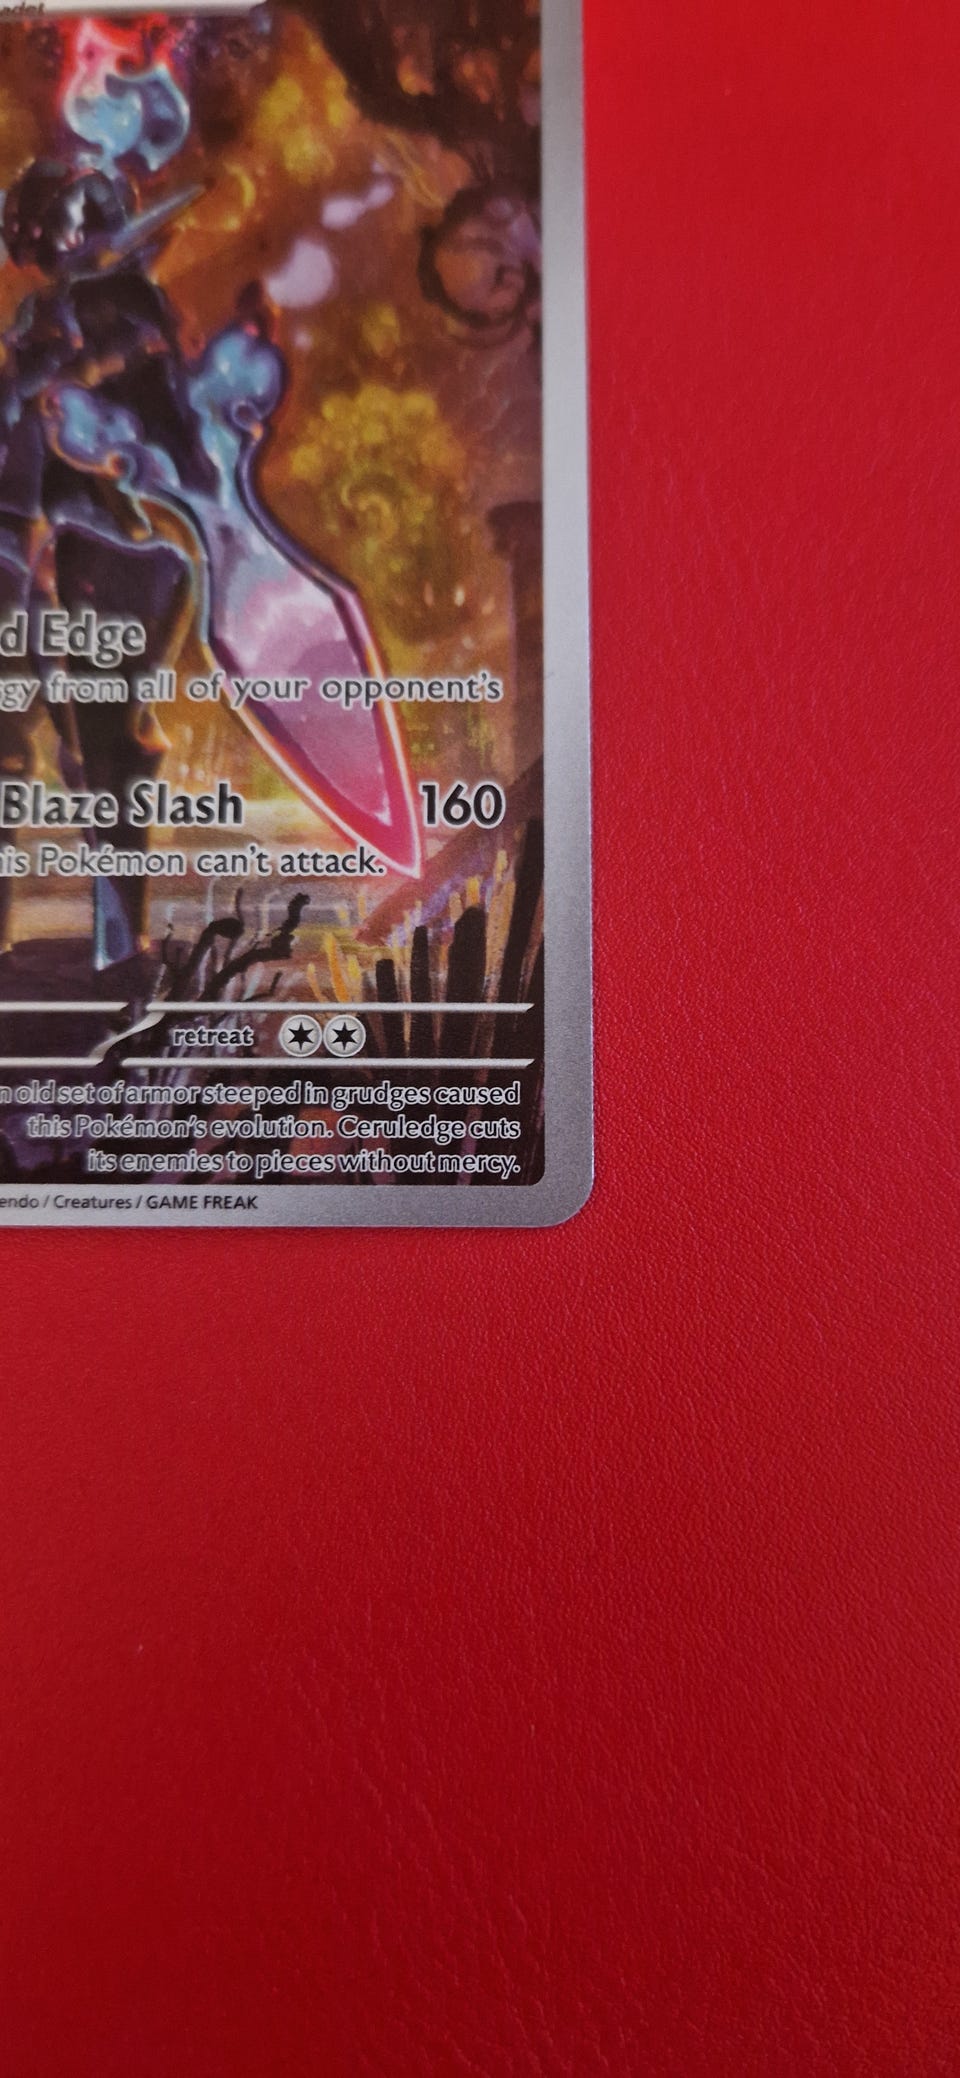 d Edge
gy from all of your opponent's
Blaze Slash 160
is Pokémon can't attack.
retreat
n old set of armor steeped in grudges caused
this Pokémon's evolution. Ceruledge cuts
its enemies to pieces without mercy.
endo / Creatures / GAME FREAK